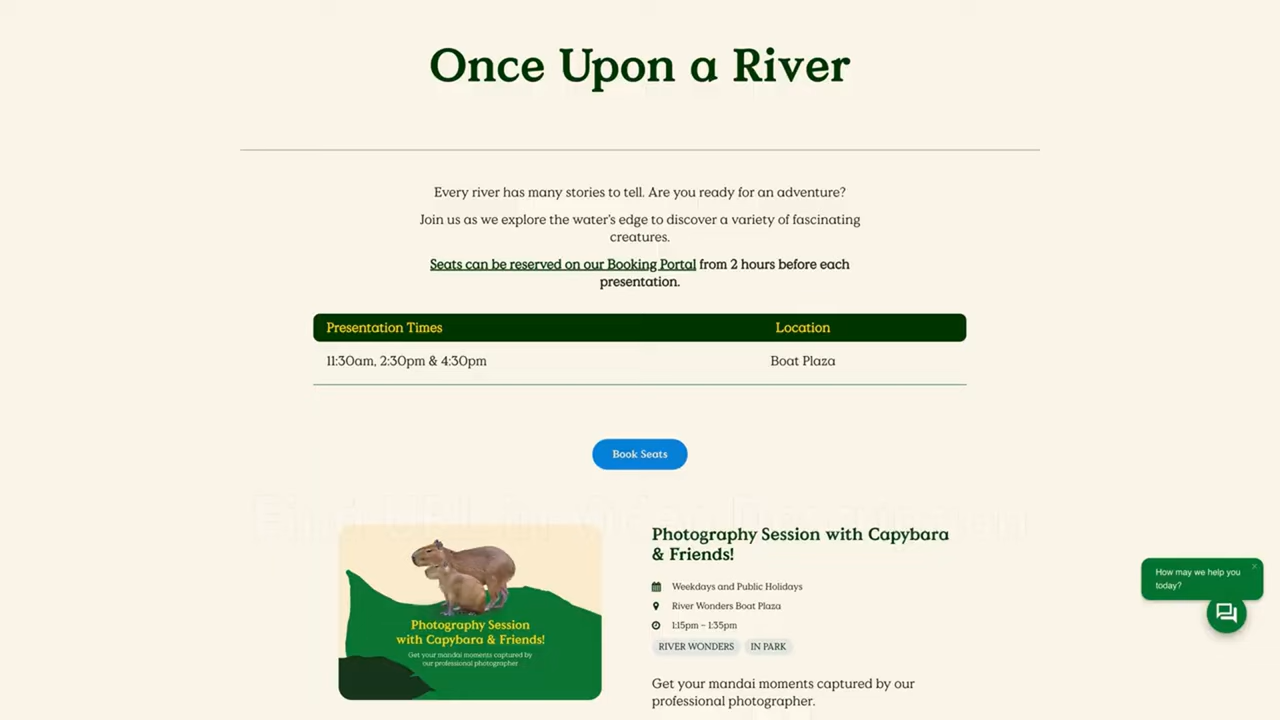 Once Upon a River
Every river has many stories to tell. Are you ready for an adventure?
Join us as we explore the water's edge to discover a variety of fascinating
creatures.
Seats can be reserved on our Booking Portal from 2 hours before each
presentation.
Presentation Times Location
11:30am, 2:30pm & 4:30pm Boat Plaza
Book Seats
Photography Session with Capybara
& Friends!
Weekdays and Public Holidays
River Wonders Boat Plaza
1:15pm – 1:35pm
RIVER WONDERS IN PARK
Get your mandai moments captured by our
professional photographer.
Photography Session
with Capybara & Friends!
Get your mandai moments captured by
our professional photographer
How may we help you
today?